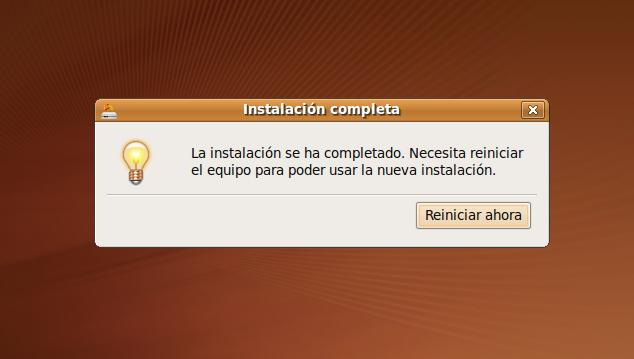 Instalación completa
La instalación se ha completado. Necesita reiniciar
el equipo para poder usar la nueva instalación.
Reiniciar ahora